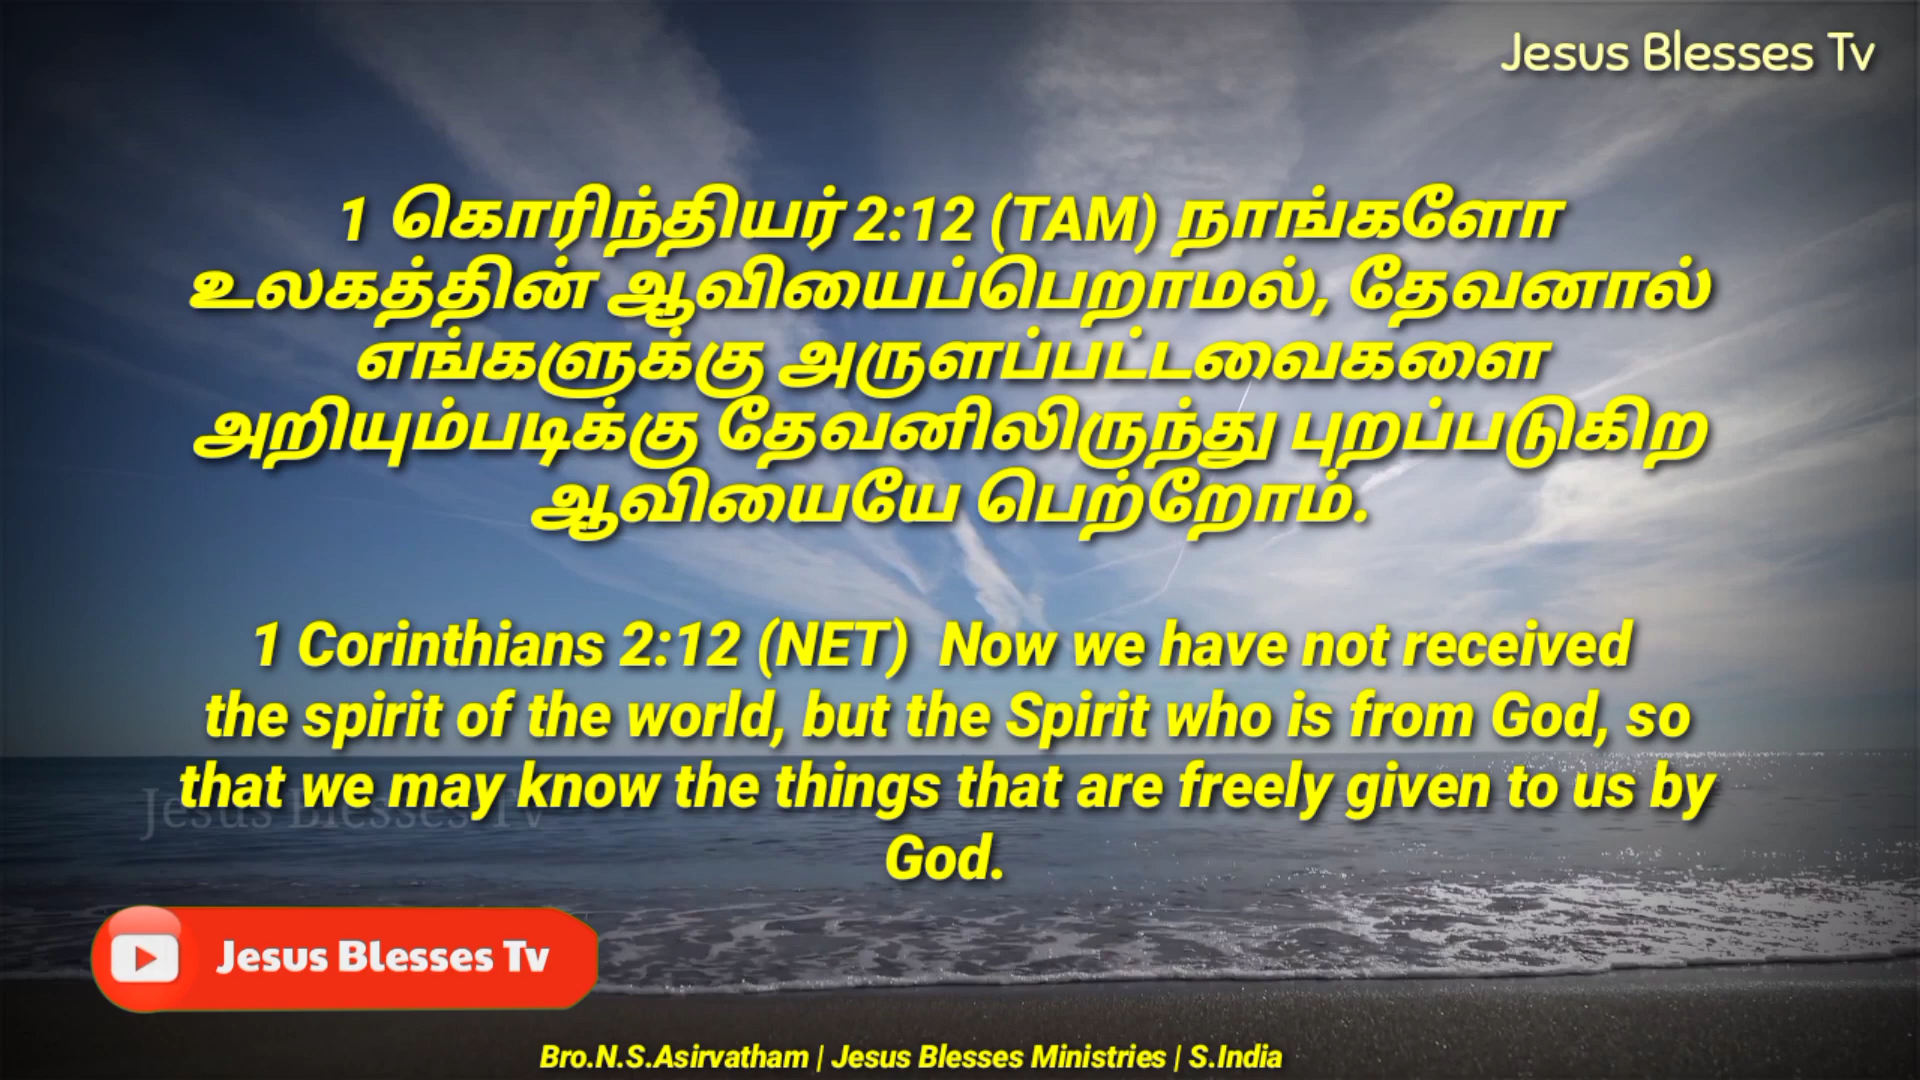 Jesus Blesses Tv
1 கொரிந்தியர் 2:12 (TAM) நாங்களோ
உலகத்தின் ஆவியைப்பெறாமல், தேவனால்
எங்களுக்கு அருளப்பட்டவைகளை
அறியும்படிக்கு தேவனிலிருந்து புறப்படுகிற
ஆவியையே பெற்றோம்.
1 Corinthians 2:12 (NET) Now we have not received
the spirit of the world, but the Spirit who is from God, so
that we may know the things that are freely given to us by
Jesus Blesses Tv
God.
Jesus Blesses Tv
Bro.N.S.Asirvatham | Jesus Blesses Ministries | S.India